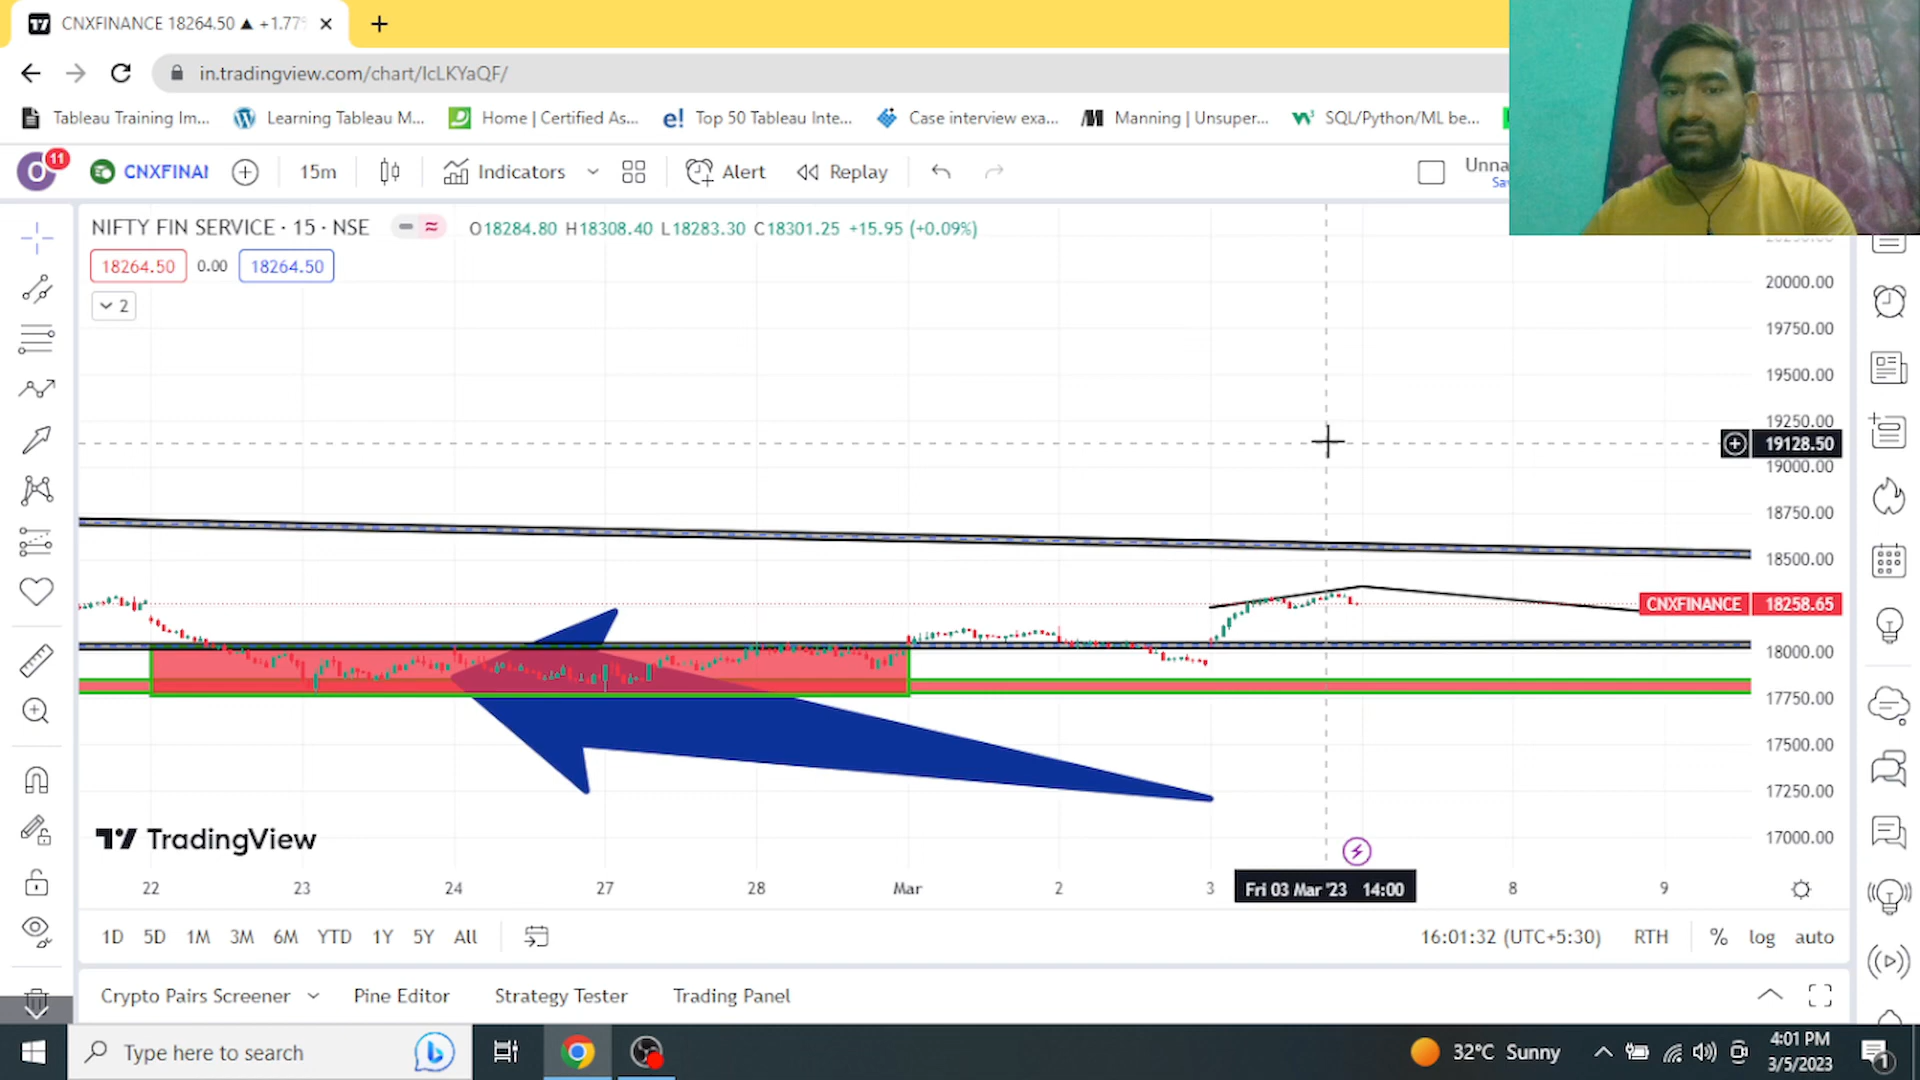 CNXFINANCE 18264.50 ▲ +1.77%
in.tradingview.com/chart/IcLKYaQF/
Tableau Training Im...
Learning Tableau M...
Home | Certified As...
Top 50 Tableau Inte...
Case interview exa...
Manning | Unsuper...
SQL/Python/ML be...
O 11
CNXFINAI
15m
Indicators
Alert
Replay
Unna
Sa
NIFTY FIN SERVICE · 15 · NSE
O18284.80 H18308.40 L18283.30 C18301.25 +15.95 (+0.09%)
18264.50 0.00 18264.50
2
20000.00
19750.00
19500.00
19250.00
19128.50
19000.00
18750.00
18500.00
CNXFINANCE 18258.65
18000.00
17750.00
17500.00
17250.00
17000.00
TradingView
22 23 24 27 28 Mar 2 3 Fri 03 Mar '23 14:00 8 9
1D 5D 1M 3M 6M YTD 1Y 5Y All
16:01:32 (UTC+5:30) RTH % log auto
Crypto Pairs Screener Pine Editor Strategy Tester Trading Panel
Type here to search
32°C Sunny
4:01 PM
3/5/2023
1